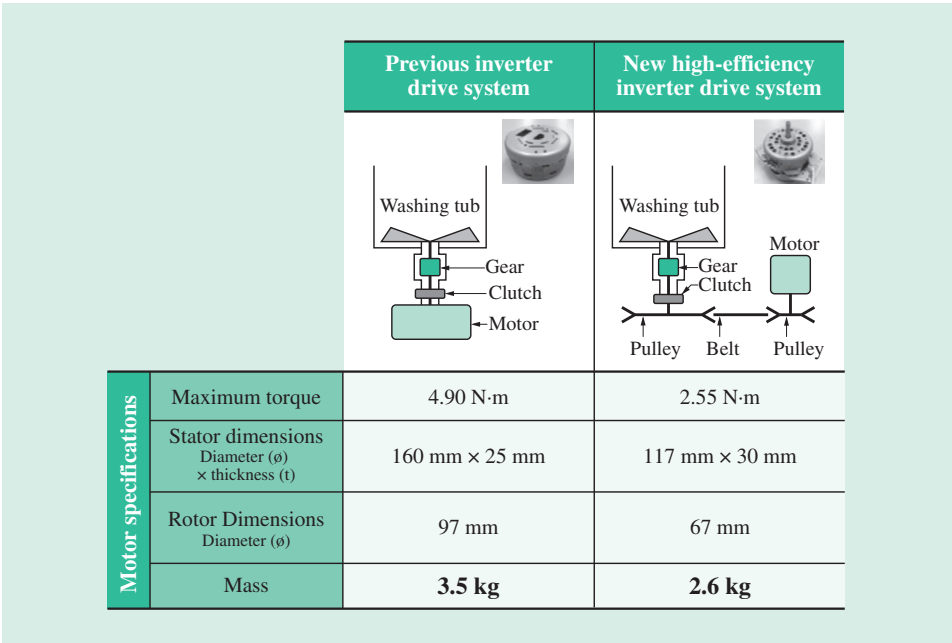 Previous inverter
drive system
New high-efficiency
inverter drive system
Washing tub
Gear
Clutch
Motor
Washing tub
Motor
Gear
Clutch
Pulley
Belt
Pulley
Motor specifications
Maximum torque
4.90 N·m
2.55 N·m
Stator dimensions
Diameter (ø)
× thickness (t)
160 mm × 25 mm
117 mm × 30 mm
Rotor Dimensions
Diameter (ø)
97 mm
67 mm
Mass
3.5 kg
2.6 kg